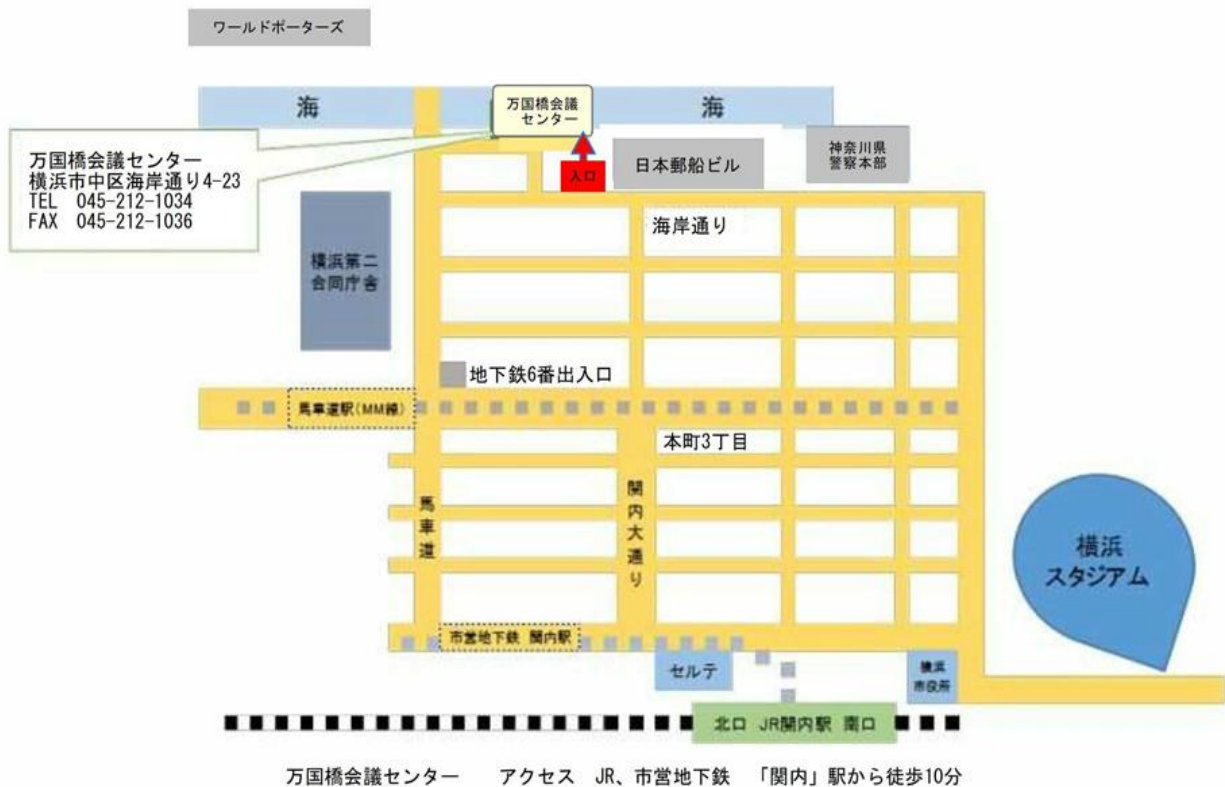 ワールドポーターズ
海
万国橋会議
センター
海
万国橋会議センター
横浜市中区海岸通り4-23
TEL 045-212-1034
FAX 045-212-1036
入口
日本郵船ビル
神奈川県
警察本部
海岸通り
横浜第二
合同庁舎
地下鉄6番出入口
馬車道駅(MM線)
本町3丁目
馬車道
関内大通り
横浜
スタジアム
市営地下鉄 関内駅
セルテ
横浜
市役所
北口 JR関内駅 南口
万国橋会議センター アクセス JR、市営地下鉄 「関内」駅から徒歩10分